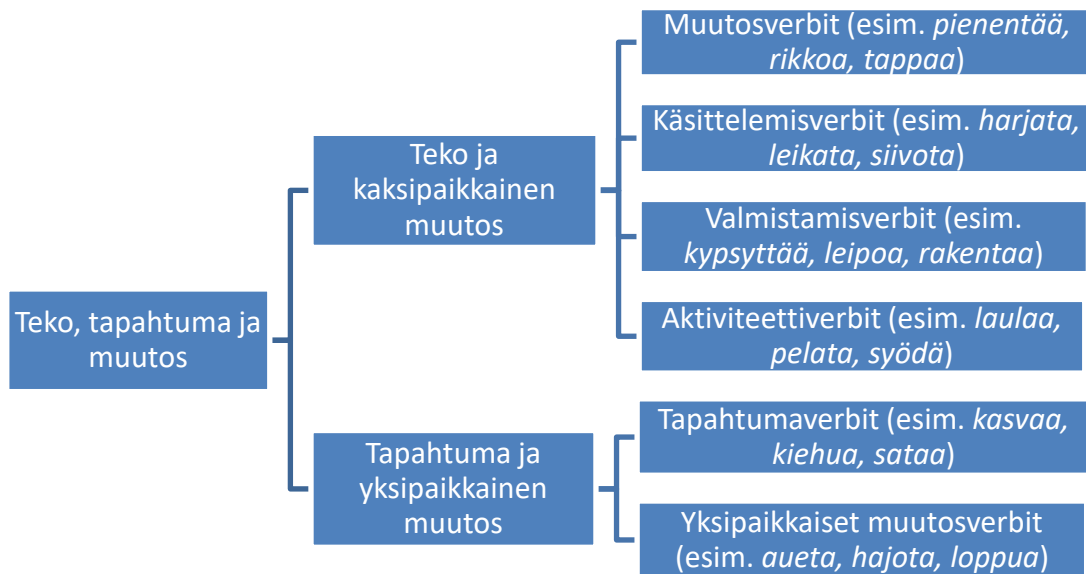 Teko, tapahtuma ja
muutos
Teko ja
kaksipaikkainen
muutos
Muutosverbit (esim. pienentää,
rikkoa, tappaa)
Käsittelemisverbit (esim. harjata,
leikata, siivota)
Valmistamisverbit (esim.
kypsyttää, leipoa, rakentaa)
Aktiviteettiverbit (esim. laulaa,
pelata, syödä)
Tapahtuma ja
yksipaikkainen
muutos
Tapahtumaverbit (esim. kasvaa,
kiehua, sataa)
Yksipaikkaiset muutosverbit
(esim. aueta, hajota, loppua)